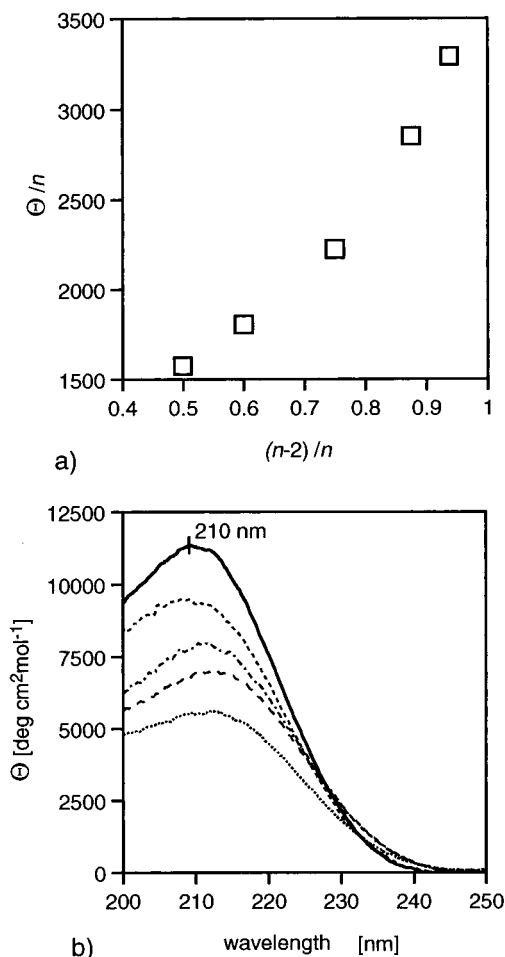 3500
3000
2500
2000
1500
Θ/n
0.4 0.5 0.6 0.7 0.8 0.9 1
(n-2)/n
a)
12500
10000
7500
5000
2500
0
Θ [deg cm²mol⁻¹]
210 nm
200 210 220 230 240 250
b) wavelength [nm]